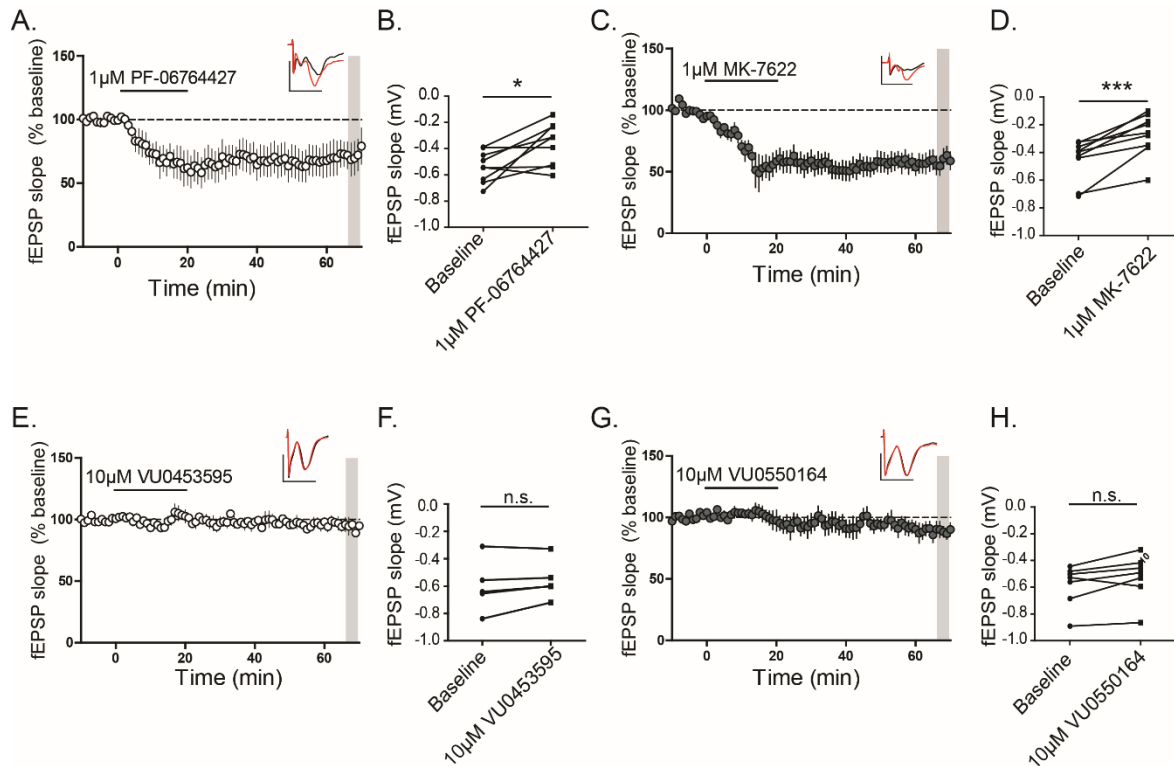 A.
fEPSP slope (% baseline)
150
100
50
0
1µM PF-06764427
0
20
40
60
Time (min)
B.
fEPSP slope (mV)
0.0
-0.2
-0.4
-0.6
-0.8
-1.0
*
Baseline
1µM PF-06764427
C.
fEPSP slope (% baseline)
150
100
50
0
1µM MK-7622
0
20
40
60
Time (min)
D.
fEPSP slope (mV)
0.0
-0.2
-0.4
-0.6
-0.8
-1.0
***
Baseline
1µM MK-7622
E.
fEPSP slope (% baseline)
150
100
50
0
10µM VU0453595
0
20
40
60
Time (min)
F.
fEPSP slope (mV)
0.0
-0.2
-0.4
-0.6
-0.8
-1.0
n.s.
Baseline
10µM VU0453595
G.
fEPSP slope (% baseline)
150
100
50
0
10µM VU0550164
0
20
40
60
Time (min)
H.
fEPSP slope (mV)
0.0
-0.2
-0.4
-0.6
-0.8
-1.0
n.s.
Baseline
10µM VU0550164